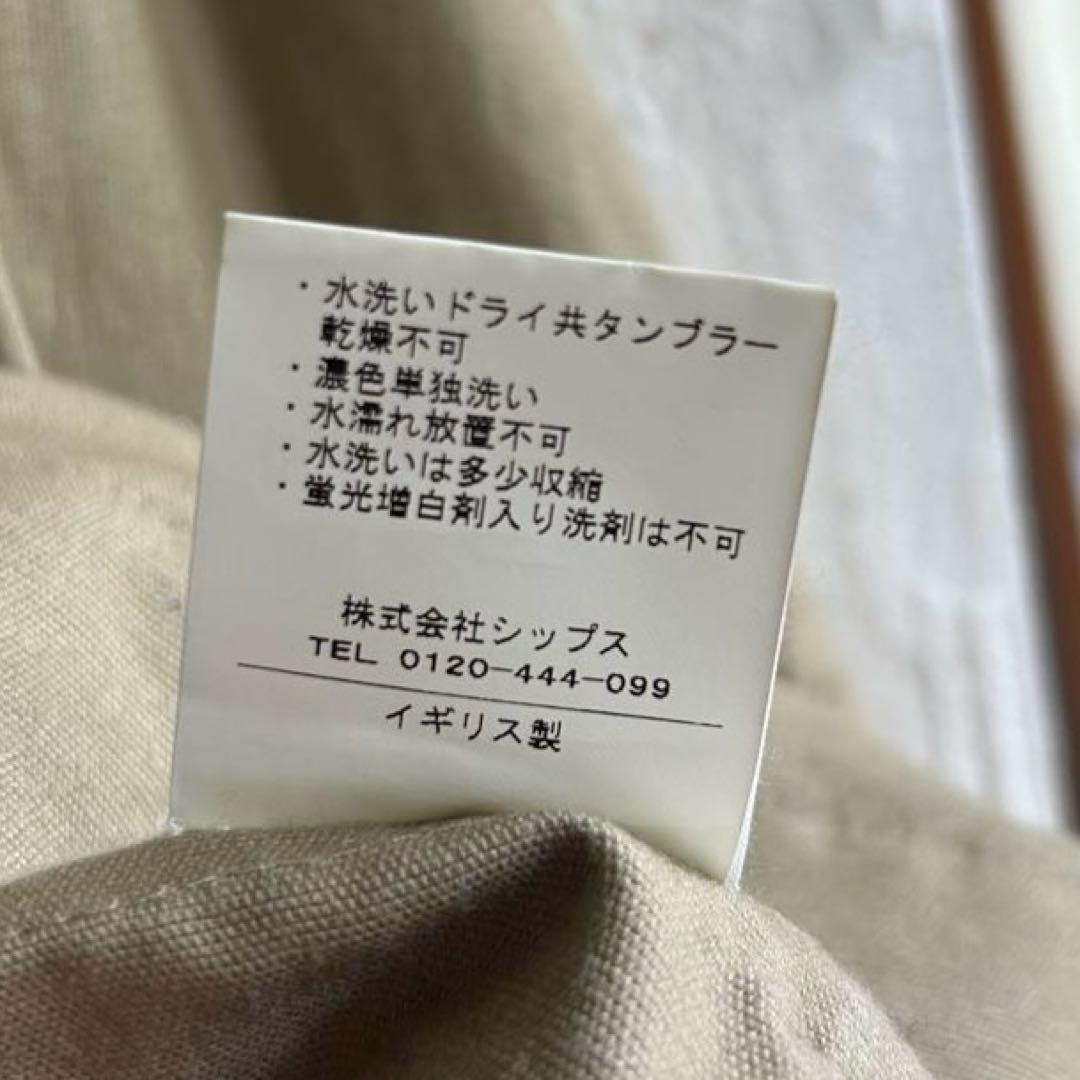 ・水洗いドライ共タンブラー
乾燥不可
・濃色単独洗い
・水濡れ放置不可
・水洗いは多少収縮
・蛍光増白剤入り洗剤は不可
株式会社シップス
TEL 0120-444-099
イギリス製